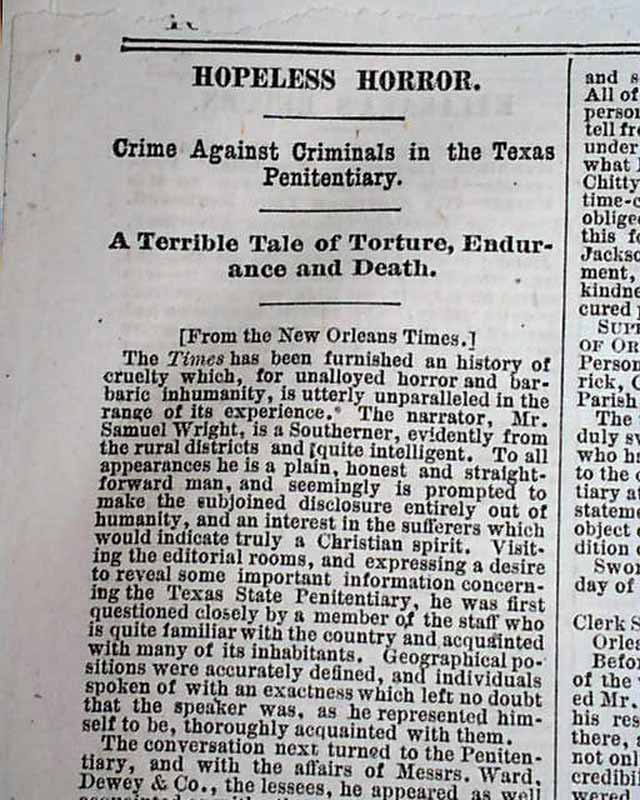 HOPELESS HORROR.
Crime Against Criminals in the Texas
Penitentiary.
A Terrible Tale of Torture, Endur-
ance and Death.
[From the New Orleans Times.]
The Times has been furnished an history of
cruelty which, for unalloyed horror and bar-
baric inhumanity, is utterly unparalleled in the
range of its experience. The narrator, Mr.
Samuel Wright, is a Southerner, evidently from
the rural districts and quite intelligent. To all
appearances he is a plain, honest and straight-
forward man, and seemingly is prompted to
make the subjoined disclosure entirely out of
humanity, and an interest in the sufferers which
would indicate truly a Christian spirit. Visit-
ing the editorial rooms, and expressing a desire
to reveal some important information concern-
ing the Texas State Penitentiary, he was first
questioned closely by a member of the staff who
is quite familiar with the country and acquainted
with many of its inhabitants. Geographical po-
sitions were accurately defined, and individuals
spoken of with an exactness which left no doubt
that the speaker was, as he represented him-
self to be, thoroughly acquainted with them.
The conversation next turned to the Peniten-
tiary, and with the affairs of Messrs. Ward,
Dewey & Co., the lessees, he appeared as well
and s
All of
person
tell fr
under
what
Chitty
time-c
oblige
this fo
Jackso
ment,
kindne
cured
SUPE
OF OR
Person
rick, C
Parish
The
duly sv
who ha
to the c
tiary at
stateme
object
dition
Swor
day of
Clerk S
Orlea
Before
of the
ed Mr.
his res
there,
not onl
credibi
wered